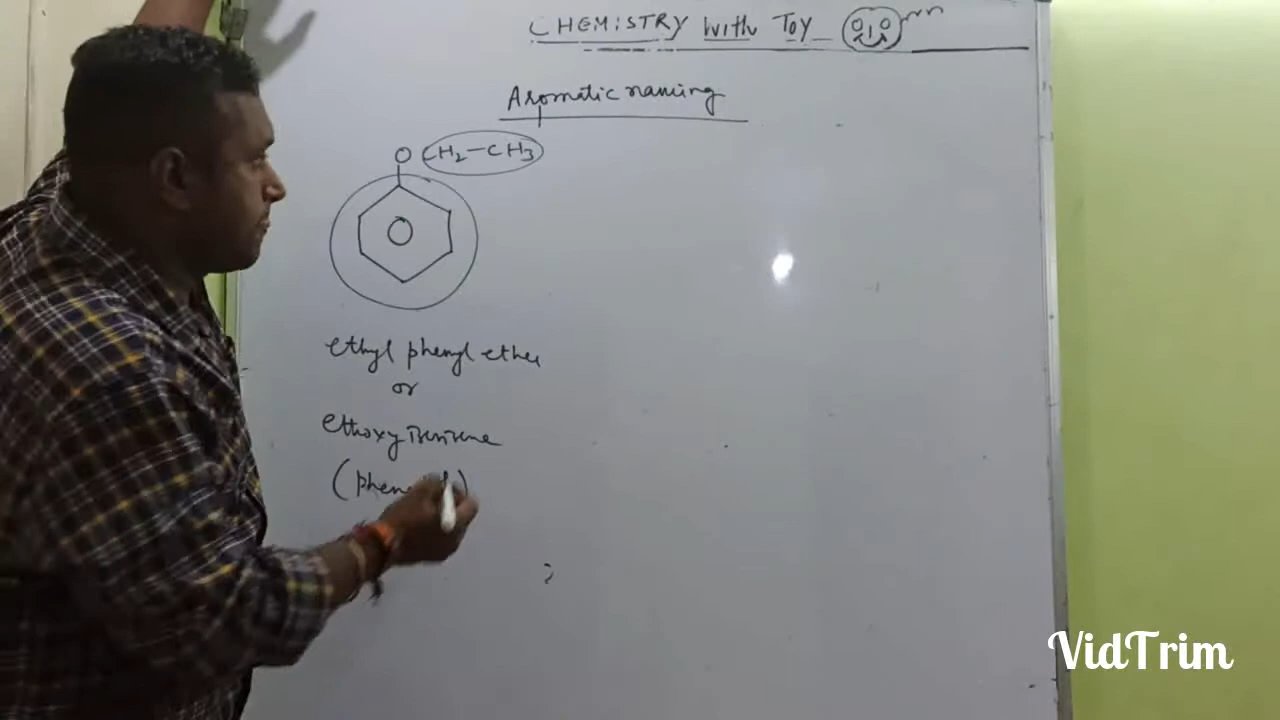 CHEMISTRY WITH TOY
Aromatic naming
O CH2-CH3
ethyl phenyl ether
or
ethoxy Benzene
VidTrim